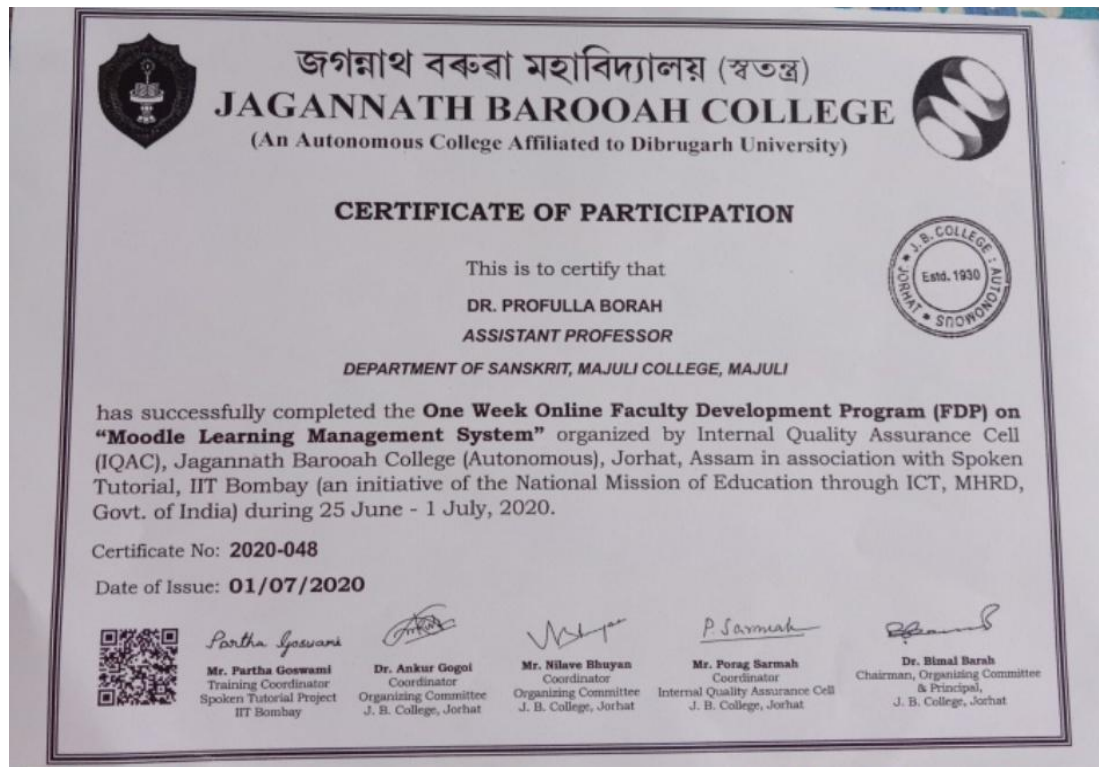 জগন্নাথ বৰুৱা মহাবিদ্যালয় (স্বতন্ত্ৰ)
JAGANNATH BAROOAH COLLEGE
(An Autonomous College Affiliated to Dibrugarh University)
CERTIFICATE OF PARTICIPATION
J. B. COLLEGE : AUTONOMOUS
JORHAT
Estd. 1930
This is to certify that
DR. PROFULLA BORAH
ASSISTANT PROFESSOR
DEPARTMENT OF SANSKRIT, MAJULI COLLEGE, MAJULI
has successfully completed the One Week Online Faculty Development Program (FDP) on
“Moodle Learning Management System” organized by Internal Quality Assurance Cell
(IQAC), Jagannath Barooah College (Autonomous), Jorhat, Assam in association with Spoken
Tutorial, IIT Bombay (an initiative of the National Mission of Education through ICT, MHRD,
Govt. of India) during 25 June - 1 July, 2020.
Certificate No: 2020-048
Date of Issue: 01/07/2020
Partha Goswami
P. Sarmah
Mr. Partha Goswami
Training Coordinator
Spoken Tutorial Project
IIT Bombay
Dr. Ankur Gogoi
Coordinator
Organizing Committee
J. B. College, Jorhat
Mr. Nilave Bhuyan
Coordinator
Organizing Committee
J. B. College, Jorhat
Mr. Porag Sarmah
Coordinator
Internal Quality Assurance Cell
J. B. College, Jorhat
Dr. Bimal Barah
Chairman, Organizing Committee
& Principal,
J. B. College, Jorhat